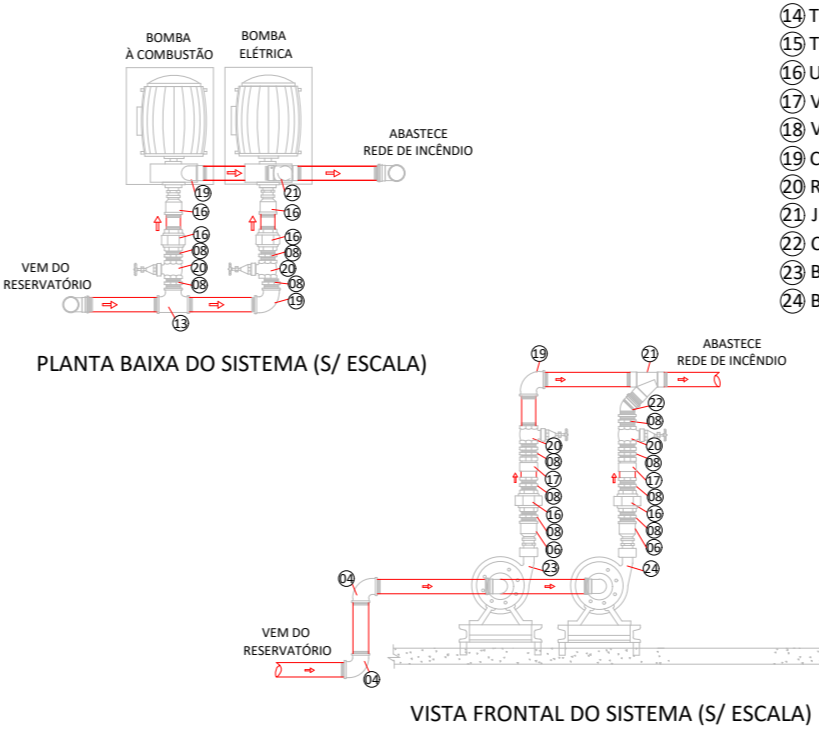 BOMBA
À COMBUSTÃO
BOMBA
ELÉTRICA
ABASTECE
REDE DE INCÊNDIO
19
21
16
16
16
16
08
08
20
20
08
08
19
13
VEM DO
RESERVATÓRIO
PLANTA BAIXA DO SISTEMA (S/ ESCALA)
14 T
15 T
16 U
17 V
18 V
19 C
20 R
21 J
22 C
23 B
24 B
19
21
ABASTECE
REDE DE INCÊNDIO
22
08
20
20
08
08
17
17
08
08
16
16
08
08
06
06
23
24
04
VEM DO
RESERVATÓRIO
04
VISTA FRONTAL DO SISTEMA (S/ ESCALA)